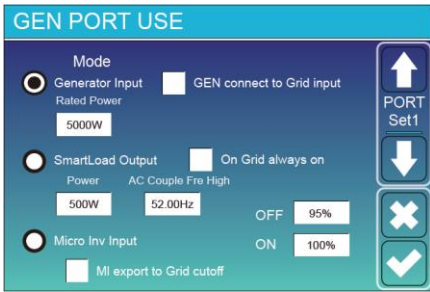 GEN PORT USE
Mode
Generator Input
GEN connect to Grid input
Rated Power
5000W
PORT
Set1
SmartLoad Output
On Grid always on
Power
AC Couple Fre High
500W
52.00Hz
OFF
95%
Micro Inv Input
ON
100%
MI export to Grid cutoff